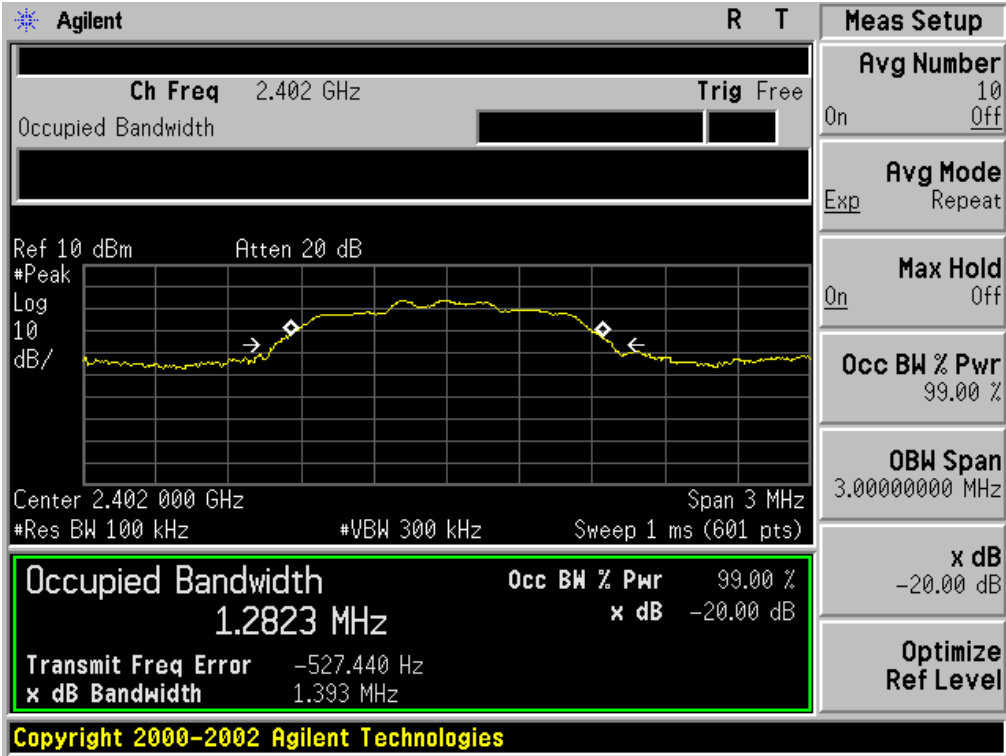 Agilent R T
Ch Freq 2.402 GHz Trig Free
Occupied Bandwidth
Ref 10 dBm Atten 20 dB
#Peak
Log
10
dB/
Center 2.402 000 GHz Span 3 MHz
#Res BW 100 kHz #VBW 300 kHz Sweep 1 ms (601 pts)
Occupied Bandwidth
1.2823 MHz
Occ BW % Pwr 99.00 %
x dB -20.00 dB
Transmit Freq Error -527.440 Hz
x dB Bandwidth 1.393 MHz
Copyright 2000-2002 Agilent Technologies
Meas Setup
Avg Number
10
On Off
Avg Mode
Exp Repeat
Max Hold
On Off
Occ BW % Pwr
99.00 %
OBW Span
3.00000000 MHz
x dB
-20.00 dB
Optimize
Ref Level